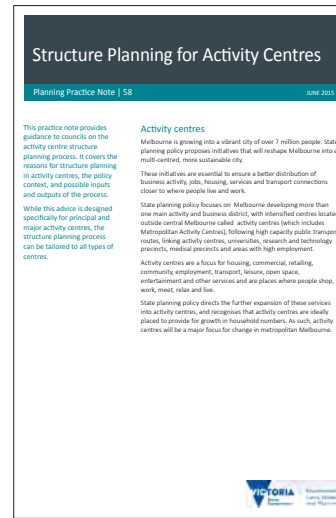 Structure Planning for Activity Centres
Planning Practice Note | 58
JUNE 2015
This practice note provides
guidance to councils on the
activity centre structure
planning process. It covers the
reasons for structure planning
in activity centres, the policy
context, and possible inputs
and outputs of the process.
While this advice is designed
specifically for principal and
major activity centres, the
structure planning process
can be tailored to all types of
centres.
Activity centres
Melbourne is growing into a vibrant city of over 7 million people. State
planning policy proposes initiatives that will reshape Melbourne into a
multi-centred, more sustainable city.
These initiatives are essential to ensure a better distribution of
business activity, jobs, housing, services and transport connections
closer to where people live and work.
State planning policy focuses on Melbourne developing more than
one main activity and business district, with intensified centres locate
outside central Melbourne called activity centres (which includes
Metropolitan Activity Centres), following high capacity public transpor
routes, linking activity centres, universities, research and technology
precincts, medical precincts and areas with high employment.
Activity centres are a focus for housing, commercial, retailing,
community, employment, transport, leisure, open space,
entertainment and other services and are places where people shop,
work, meet, relax and live.
State planning policy directs the further expansion of these services
into activity centres, and recognises that activity centres are ideally
placed to provide for growth in household numbers. As such, activity
centres will be a major focus for change in metropolitan Melbourne.
VICTORIA